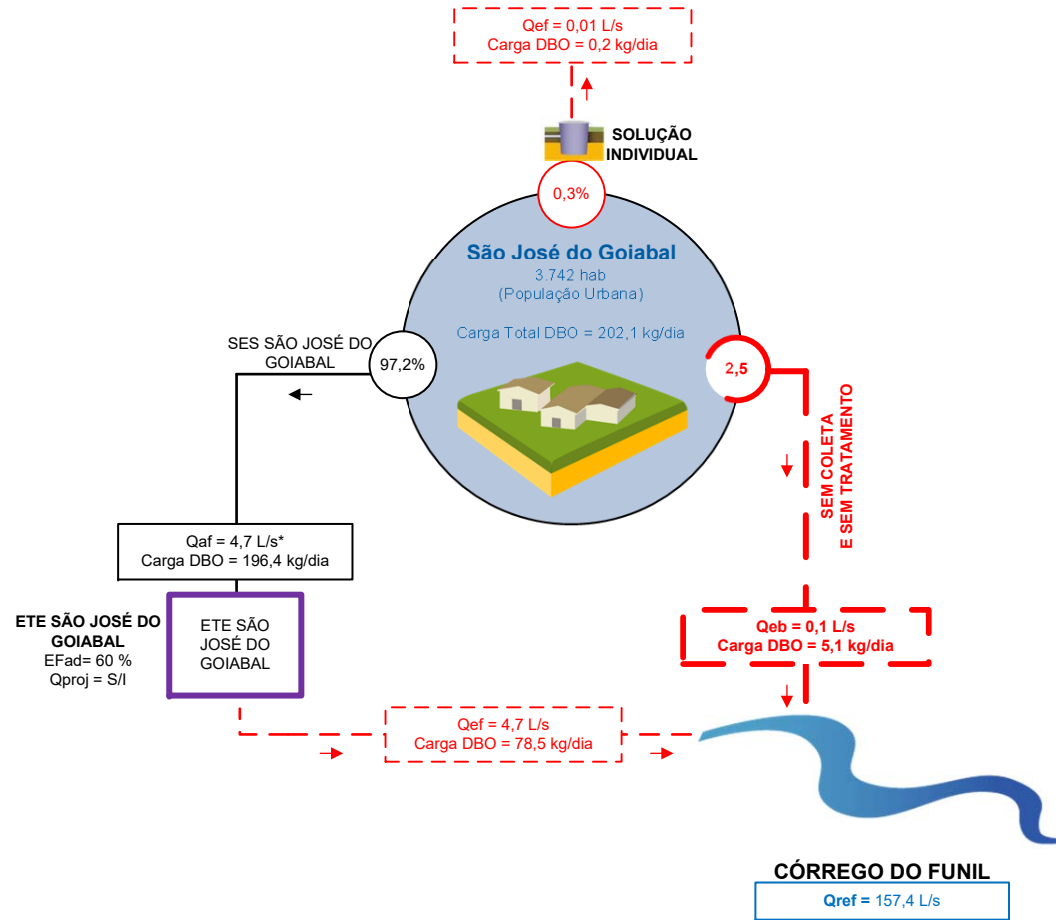 Qef = 0,01 L/s
Carga DBO = 0,2 kg/dia
SOLUÇÃO
INDIVIDUAL
0,3%
São José do Goiabal
3.742 hab
(População Urbana)
Carga Total DBO = 202,1 kg/dia
SES SÃO JOSÉ DO
GOIABAL
97,2%
2,5
SEM COLETA
E SEM TRATAMENTO
Qaf = 4,7 L/s*
Carga DBO = 196,4 kg/dia
ETE SÃO JOSÉ DO
GOIABAL
EFad= 60 %
Qproj = S/I
ETE SÃO
JOSÉ DO
GOIABAL
Qeb = 0,1 L/s
Carga DBO = 5,1 kg/dia
Qef = 4,7 L/s
Carga DBO = 78,5 kg/dia
CÓRREGO DO FUNIL
Qref = 157,4 L/s